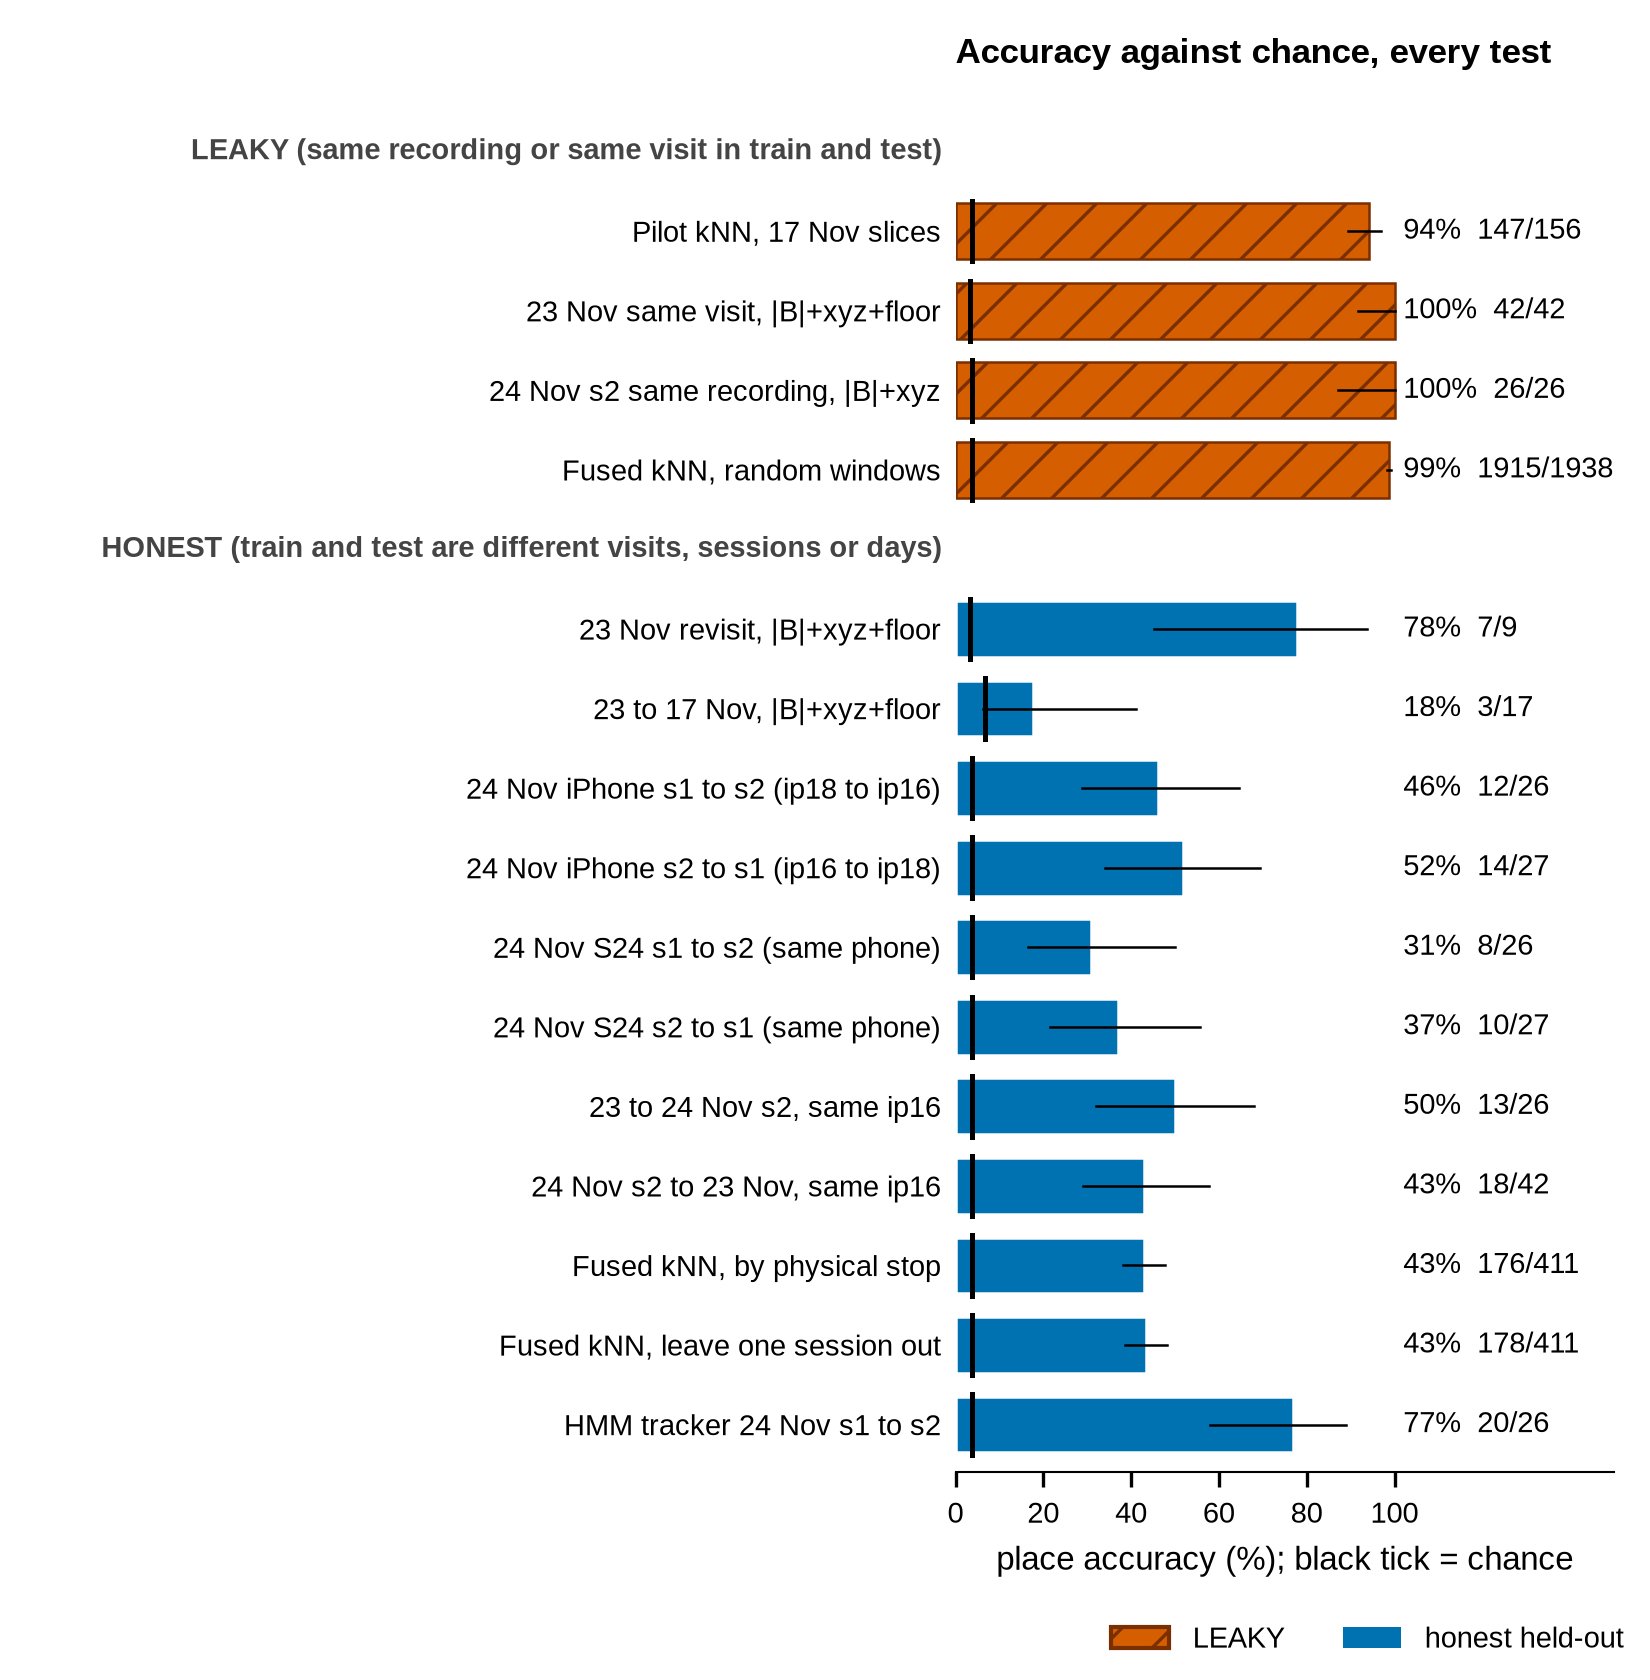 Accuracy against chance, every test
LEAKY (same recording or same visit in train and test)
Pilot kNN, 17 Nov slices 94% 147/156
23 Nov same visit, |B|+xyz+floor 100% 42/42
24 Nov s2 same recording, |B|+xyz 100% 26/26
Fused kNN, random windows 99% 1915/1938
HONEST (train and test are different visits, sessions or days)
23 Nov revisit, |B|+xyz+floor 78% 7/9
23 to 17 Nov, |B|+xyz+floor 18% 3/17
24 Nov iPhone s1 to s2 (ip18 to ip16) 46% 12/26
24 Nov iPhone s2 to s1 (ip16 to ip18) 52% 14/27
24 Nov S24 s1 to s2 (same phone) 31% 8/26
24 Nov S24 s2 to s1 (same phone) 37% 10/27
23 to 24 Nov s2, same ip16 50% 13/26
24 Nov s2 to 23 Nov, same ip16 43% 18/42
Fused kNN, by physical stop 43% 176/411
Fused kNN, leave one session out 43% 178/411
HMM tracker 24 Nov s1 to s2 77% 20/26
0 20 40 60 80 100
place accuracy (%); black tick = chance
LEAKY honest held-out